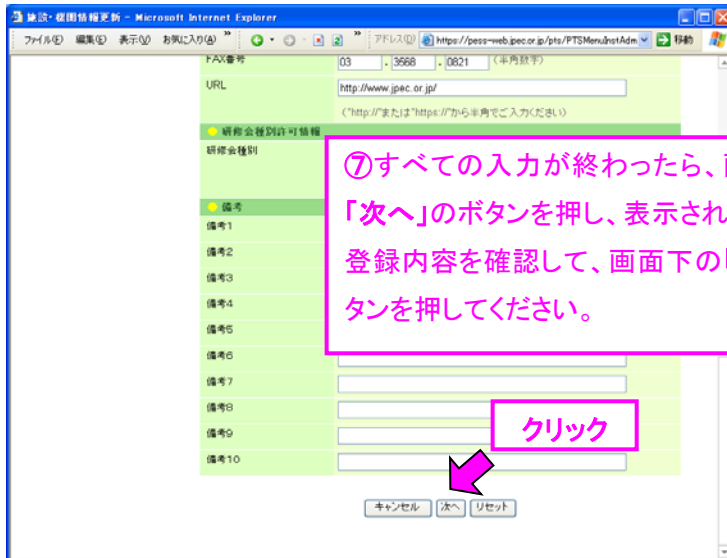 施設・機関情報更新 - Microsoft Internet Explorer
ファイル(F) 編集(E) 表示(V) お気に入り(A) » アドレス(D) https://pess-web.jpec.or.jp/pts/PTSMenuInstAdm 移動
FAX番号 03 - 3668 - 0821 (半角数字)
URL http://www.jpec.or.jp/
("http://"または"https://"から半角でご入力ください)
研修会種別許可情報
研修会種別
⑦すべての入力が終わったら、
「次へ」のボタンを押し、表示され
登録内容を確認して、画面下の「
タンを押してください。
備考
備考1
備考2
備考3
備考4
備考5
備考6
備考7
備考8
備考9
備考10
クリック
キャンセル 次へ リセット